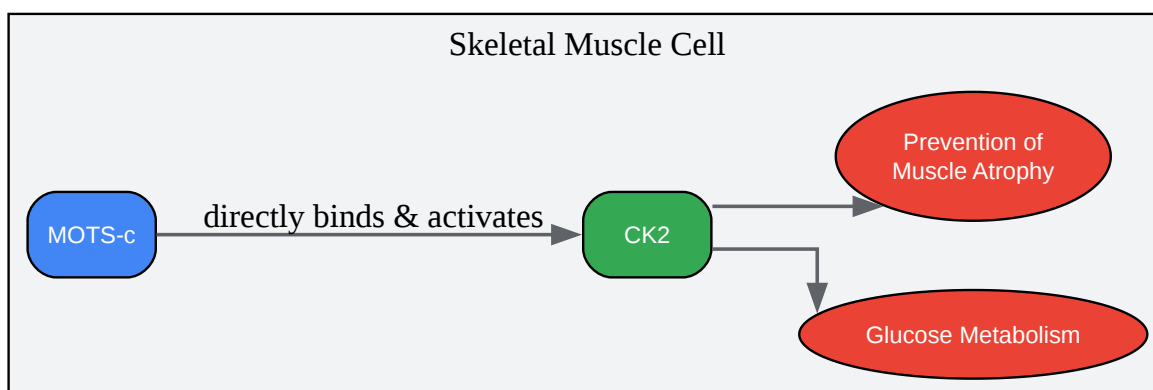 Skeletal Muscle Cell
MOTS-c
directly binds & activates
CK2
Prevention of
Muscle Atrophy
Glucose Metabolism